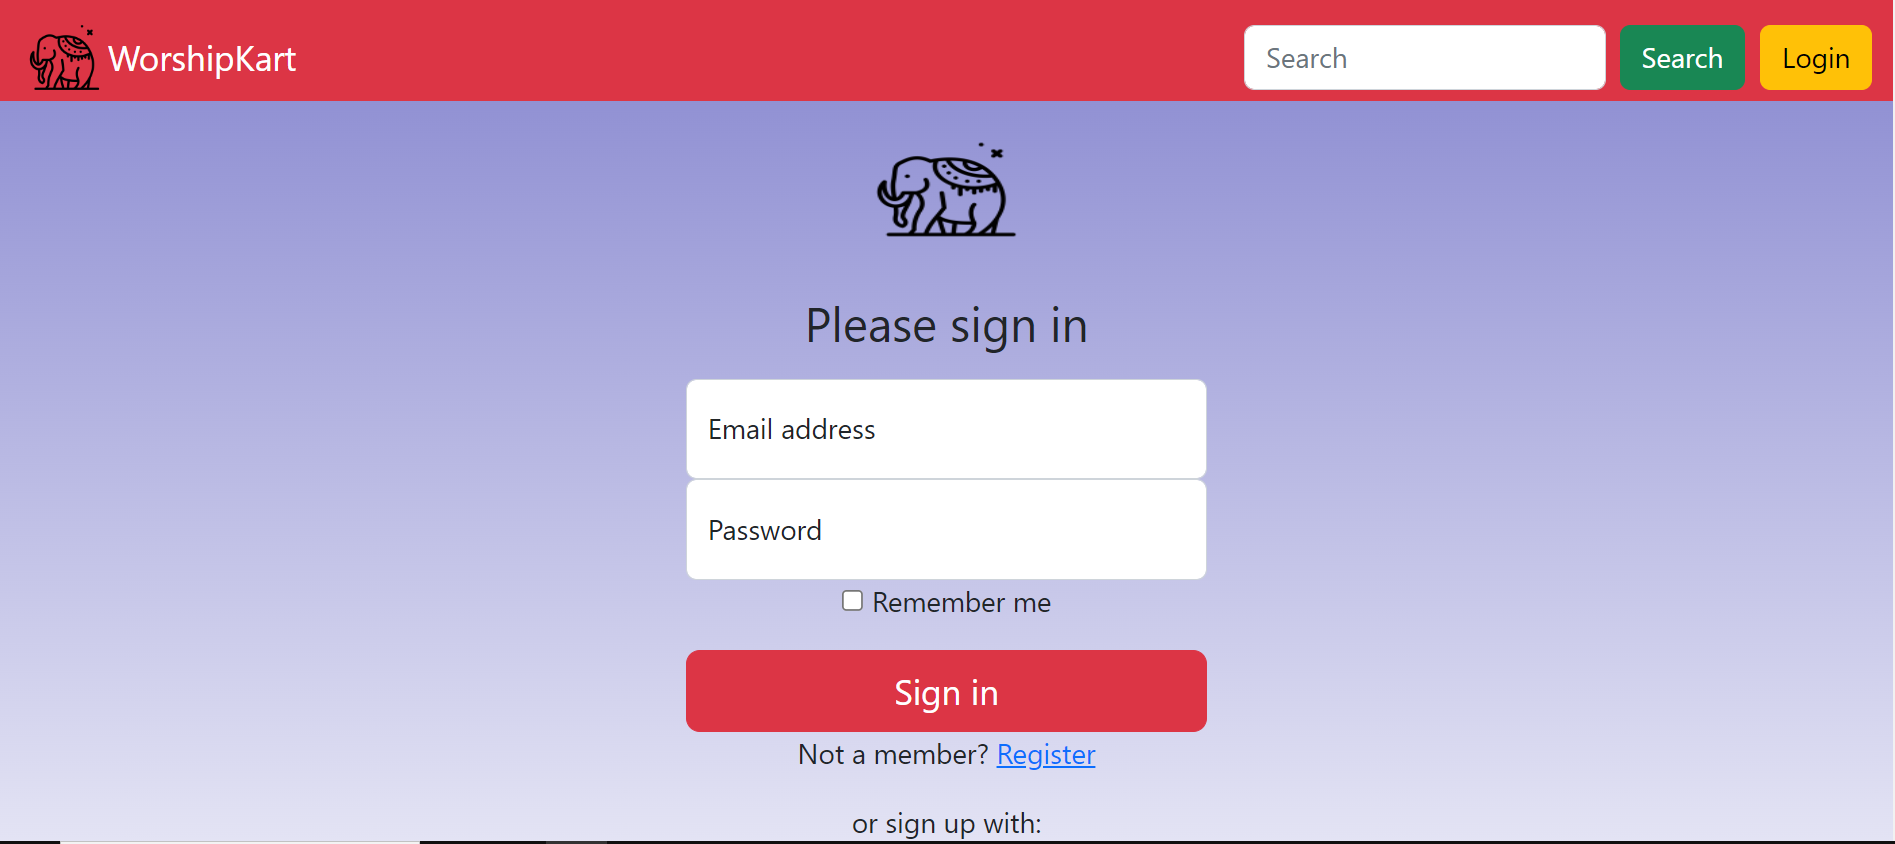 WorshipKart Search Search Login
Please sign in
Email address
Password
Remember me
Sign in
Not a member? Register
or sign up with: